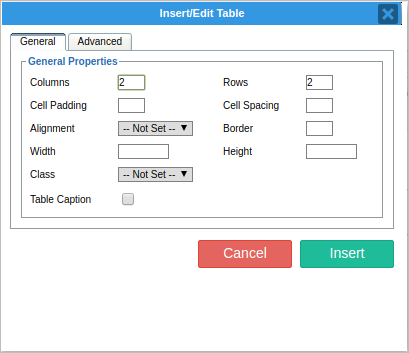 Insert/Edit Table
General Advanced
General Properties
Columns 2 Rows 2
Cell Padding Cell Spacing
Alignment -- Not Set -- Border
Width Height
Class -- Not Set --
Table Caption
Cancel Insert